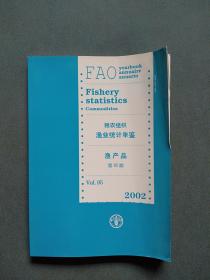 FAO yearbook
annuaire
anuario
Fishery
statistics
Commodities
粮农组织
渔业统计年鉴
渔产品
Vol. 95
2002